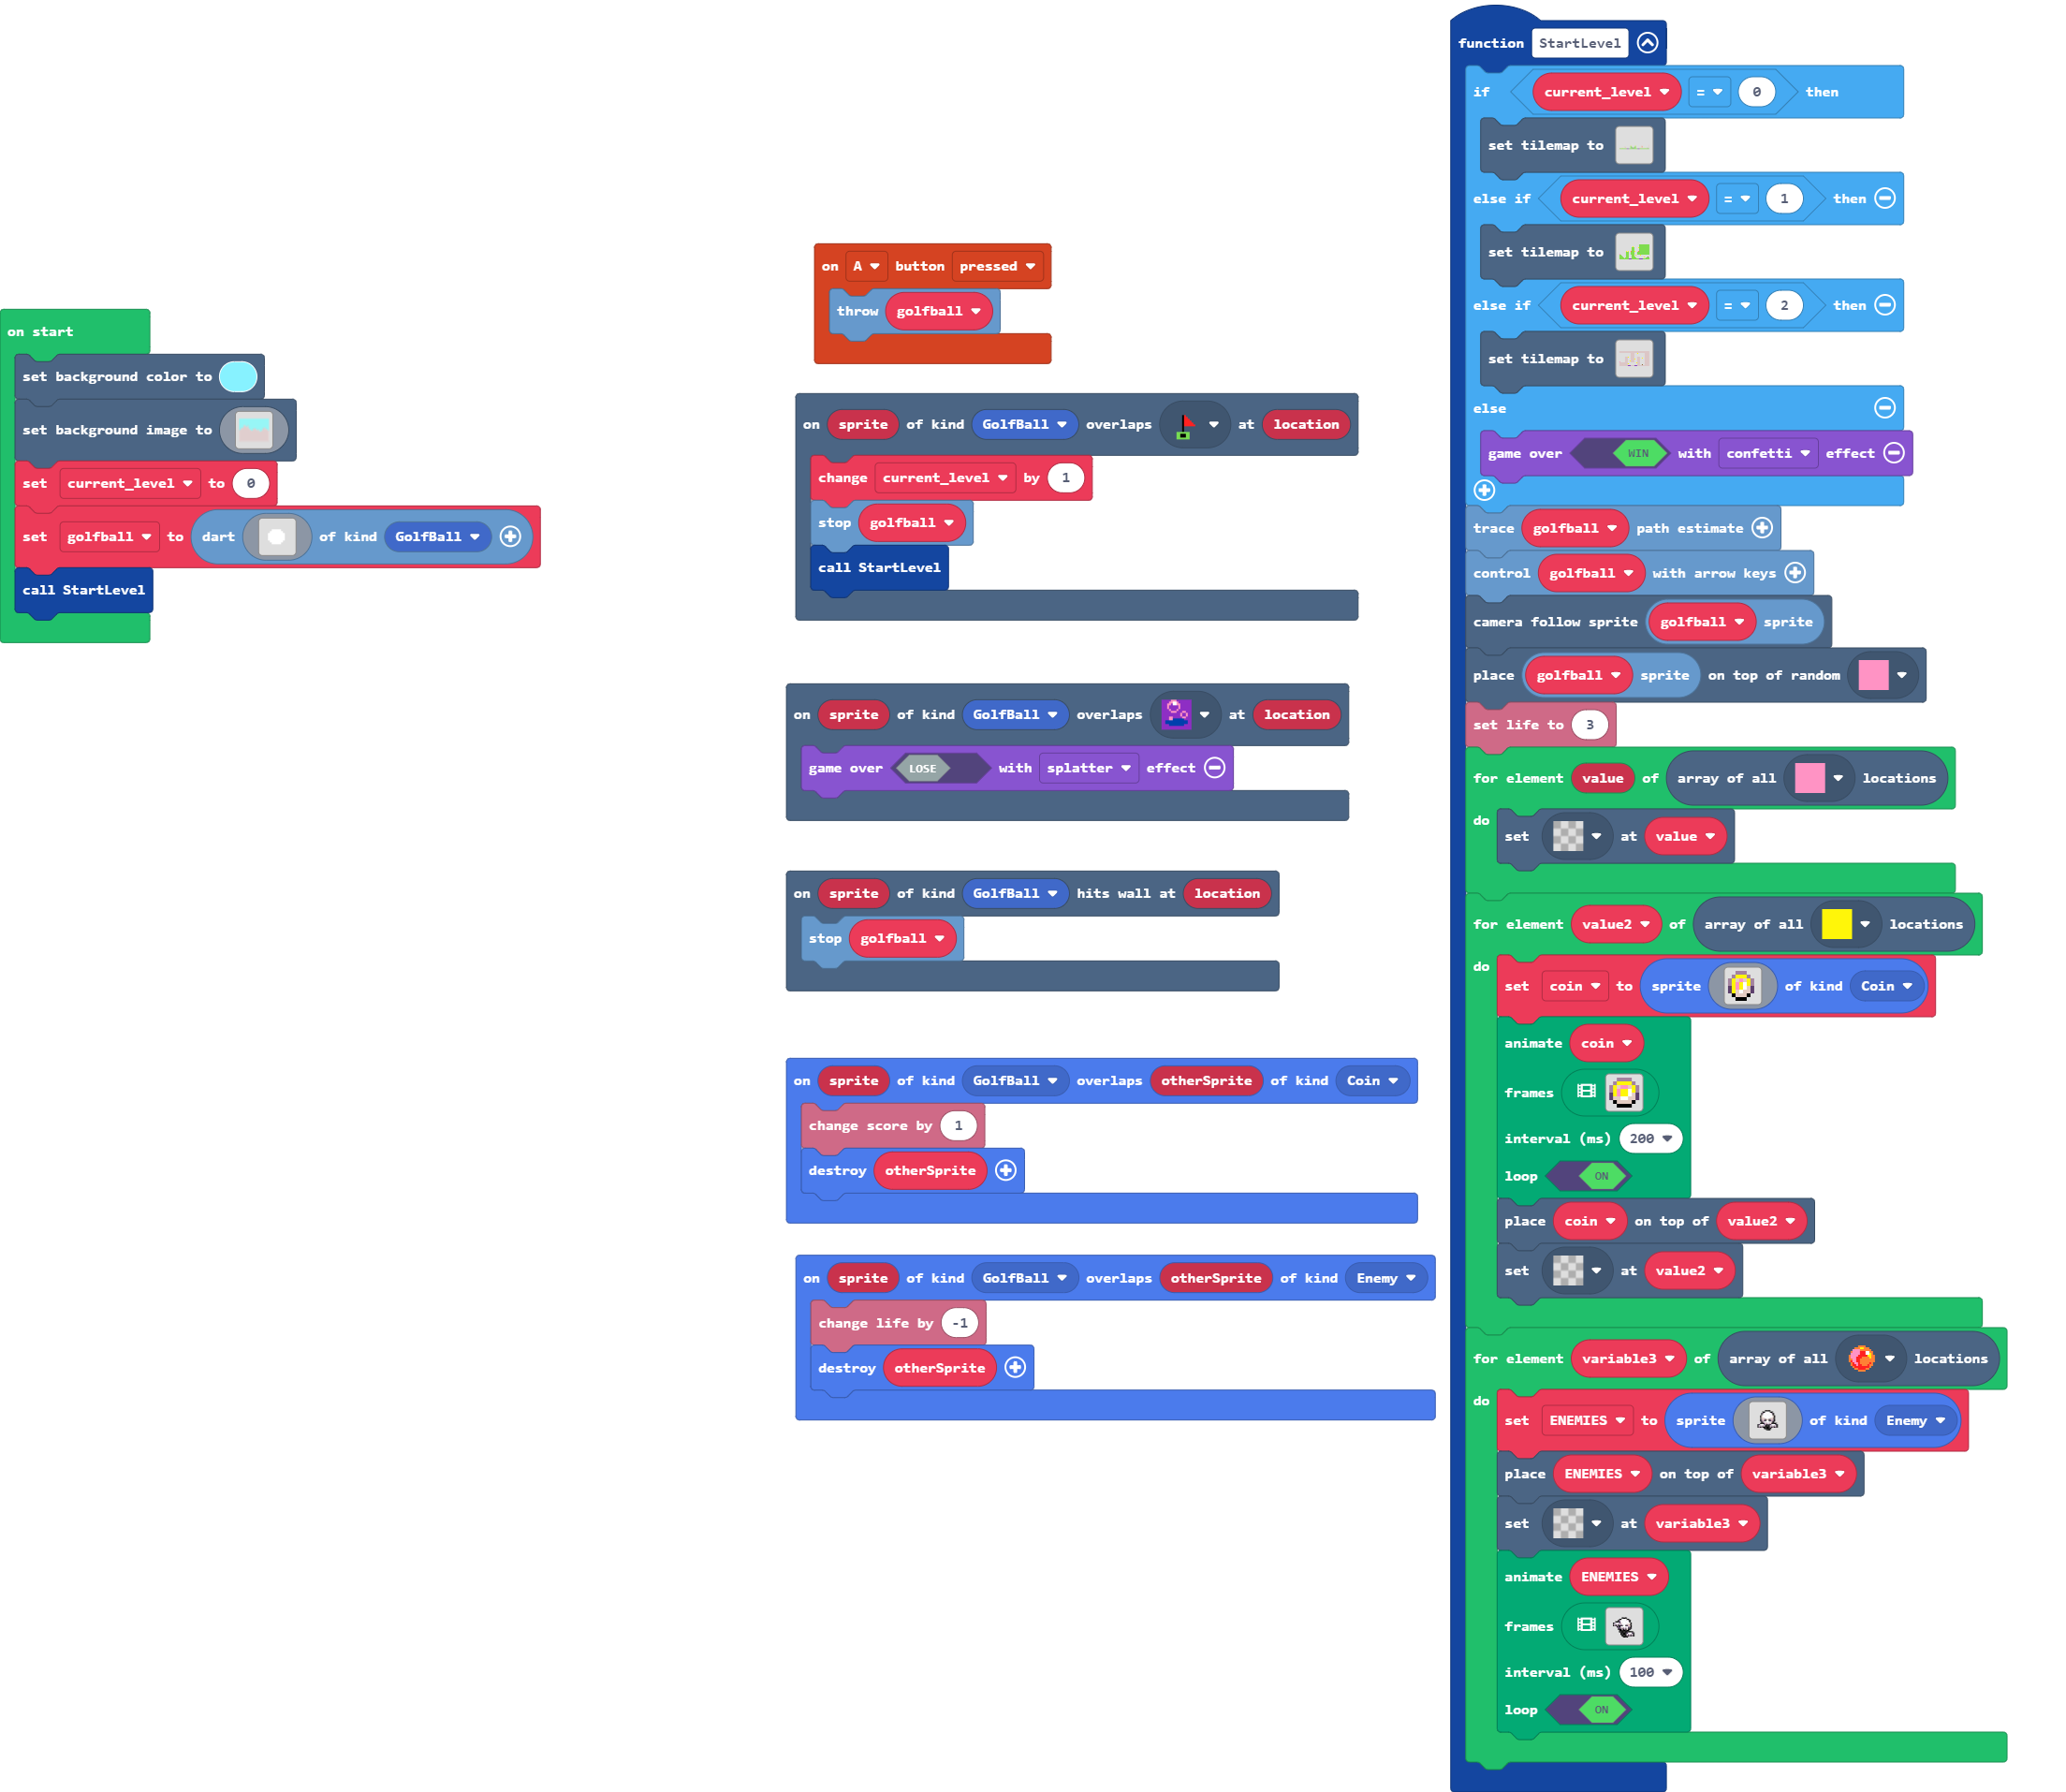 on start
set background color to
set background image to
set current_level to 0
set golfball to dart of kind GolfBall
call StartLevel
on A button pressed
throw golfball
on sprite of kind GolfBall overlaps at location
change current_level by 1
stop golfball
call StartLevel
on sprite of kind GolfBall overlaps at location
game over LOSE with splatter effect
on sprite of kind GolfBall hits wall at location
stop golfball
on sprite of kind GolfBall overlaps otherSprite of kind Coin
change score by 1
destroy otherSprite
on sprite of kind GolfBall overlaps otherSprite of kind Enemy
change life by -1
destroy otherSprite
function StartLevel
if current_level = 0 then
set tilemap to
else if current_level = 1 then
set tilemap to
else if current_level = 2 then
set tilemap to
else
game over WIN with confetti effect
trace golfball path estimate
control golfball with arrow keys
camera follow sprite golfball sprite
place golfball sprite on top of random
set life to 3
for element value of array of all locations
do
set at value
for element value2 of array of all locations
do
set coin to sprite of kind Coin
animate coin
frames
interval (ms) 200
loop ON
place coin on top of value2
set at value2
for element variable3 of array of all locations
do
set ENEMIES to sprite of kind Enemy
place ENEMIES on top of variable3
set at variable3
animate ENEMIES
frames
interval (ms) 100
loop ON